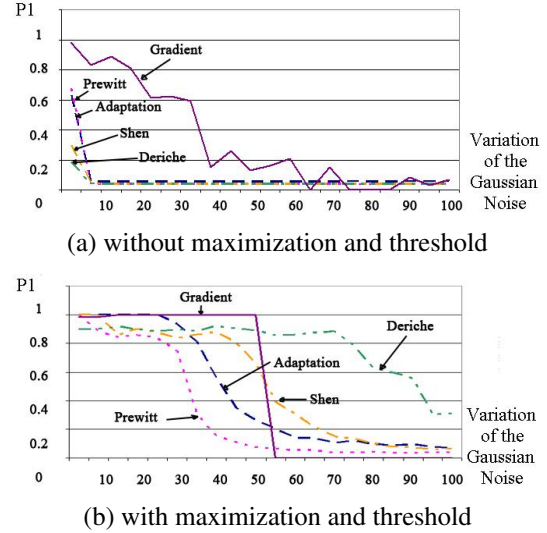 P1
1
Gradient
0.8
Prewitt
0.6
Adaptation
0.4
Shen
Deriche
0.2
Variation
of the
Gaussian
Noise
0 10 20 30 40 50 60 70 80 90 100
(a) without maximization and threshold
P1
Gradient
1
Deriche
0.8
Adaptation
0.6
Shen
0.4
Prewitt
0.2
Variation
of the
Gaussian
Noise
0 10 20 30 40 50 60 70 80 90 100
(b) with maximization and threshold